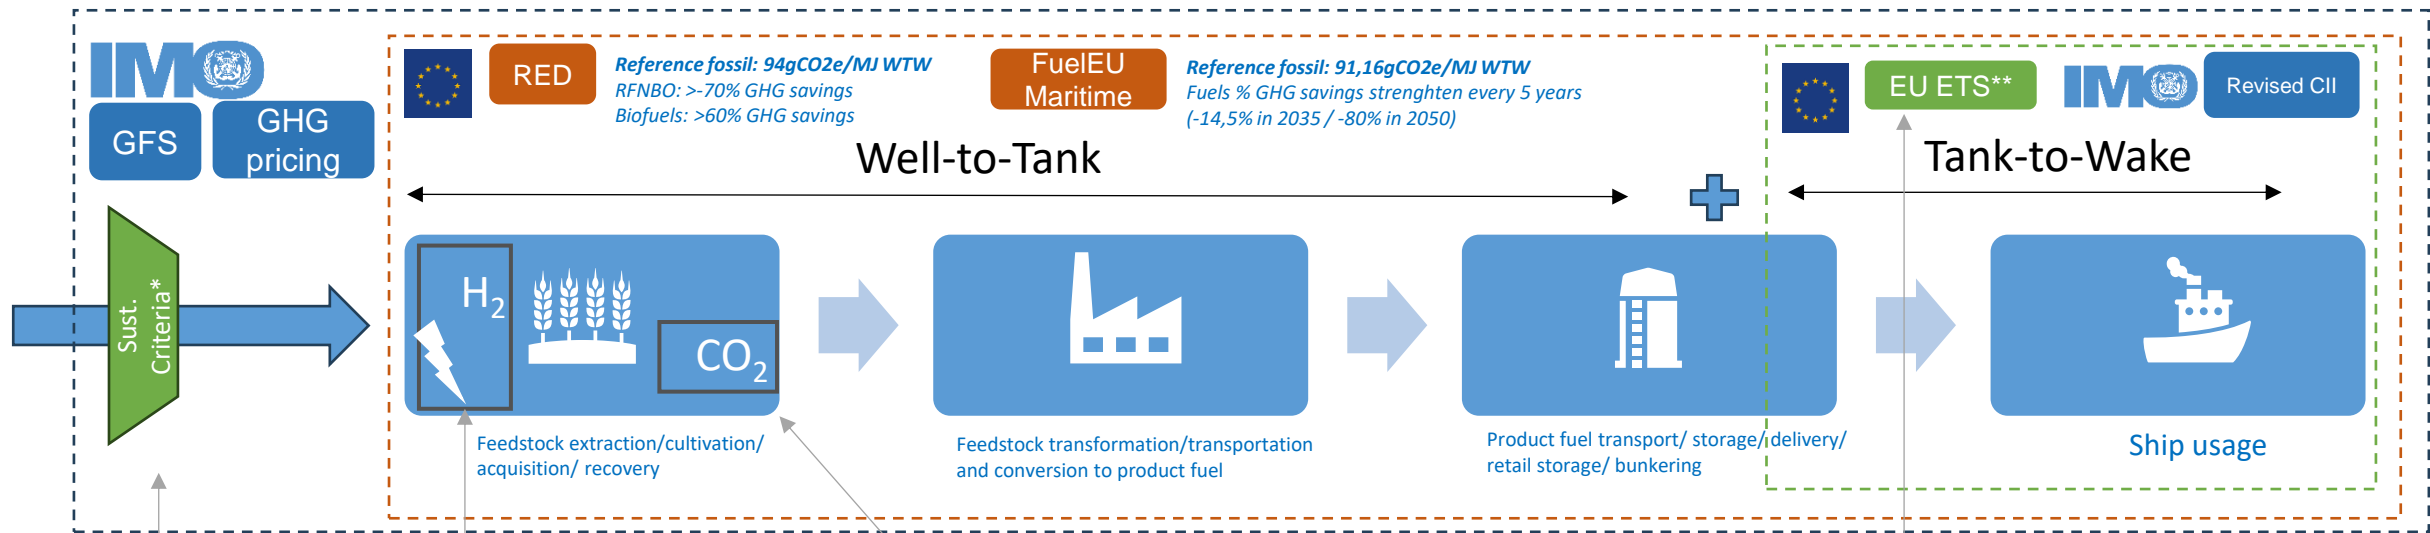 IMO
GFS
GHG
pricing
RED
Reference fossil: 94gCO2e/MJ WTW
RFNBO: >-70% GHG savings
Biofuels: >60% GHG savings
FuelEU
Maritime
Reference fossil: 91,16gCO2e/MJ WTW
Fuels % GHG savings strenghten every 5 years
(-14,5% in 2035 / -80% in 2050)
EU ETS**
IMO
Revised CII
Well-to-Tank
Tank-to-Wake
Sust.
Criteria*
H2
CO2
Feedstock extraction/cultivation/
acquisition/ recovery
Feedstock transformation/transportation
and conversion to product fuel
Product fuel transport/ storage/ delivery/
retail storage/ bunkering
Ship usage